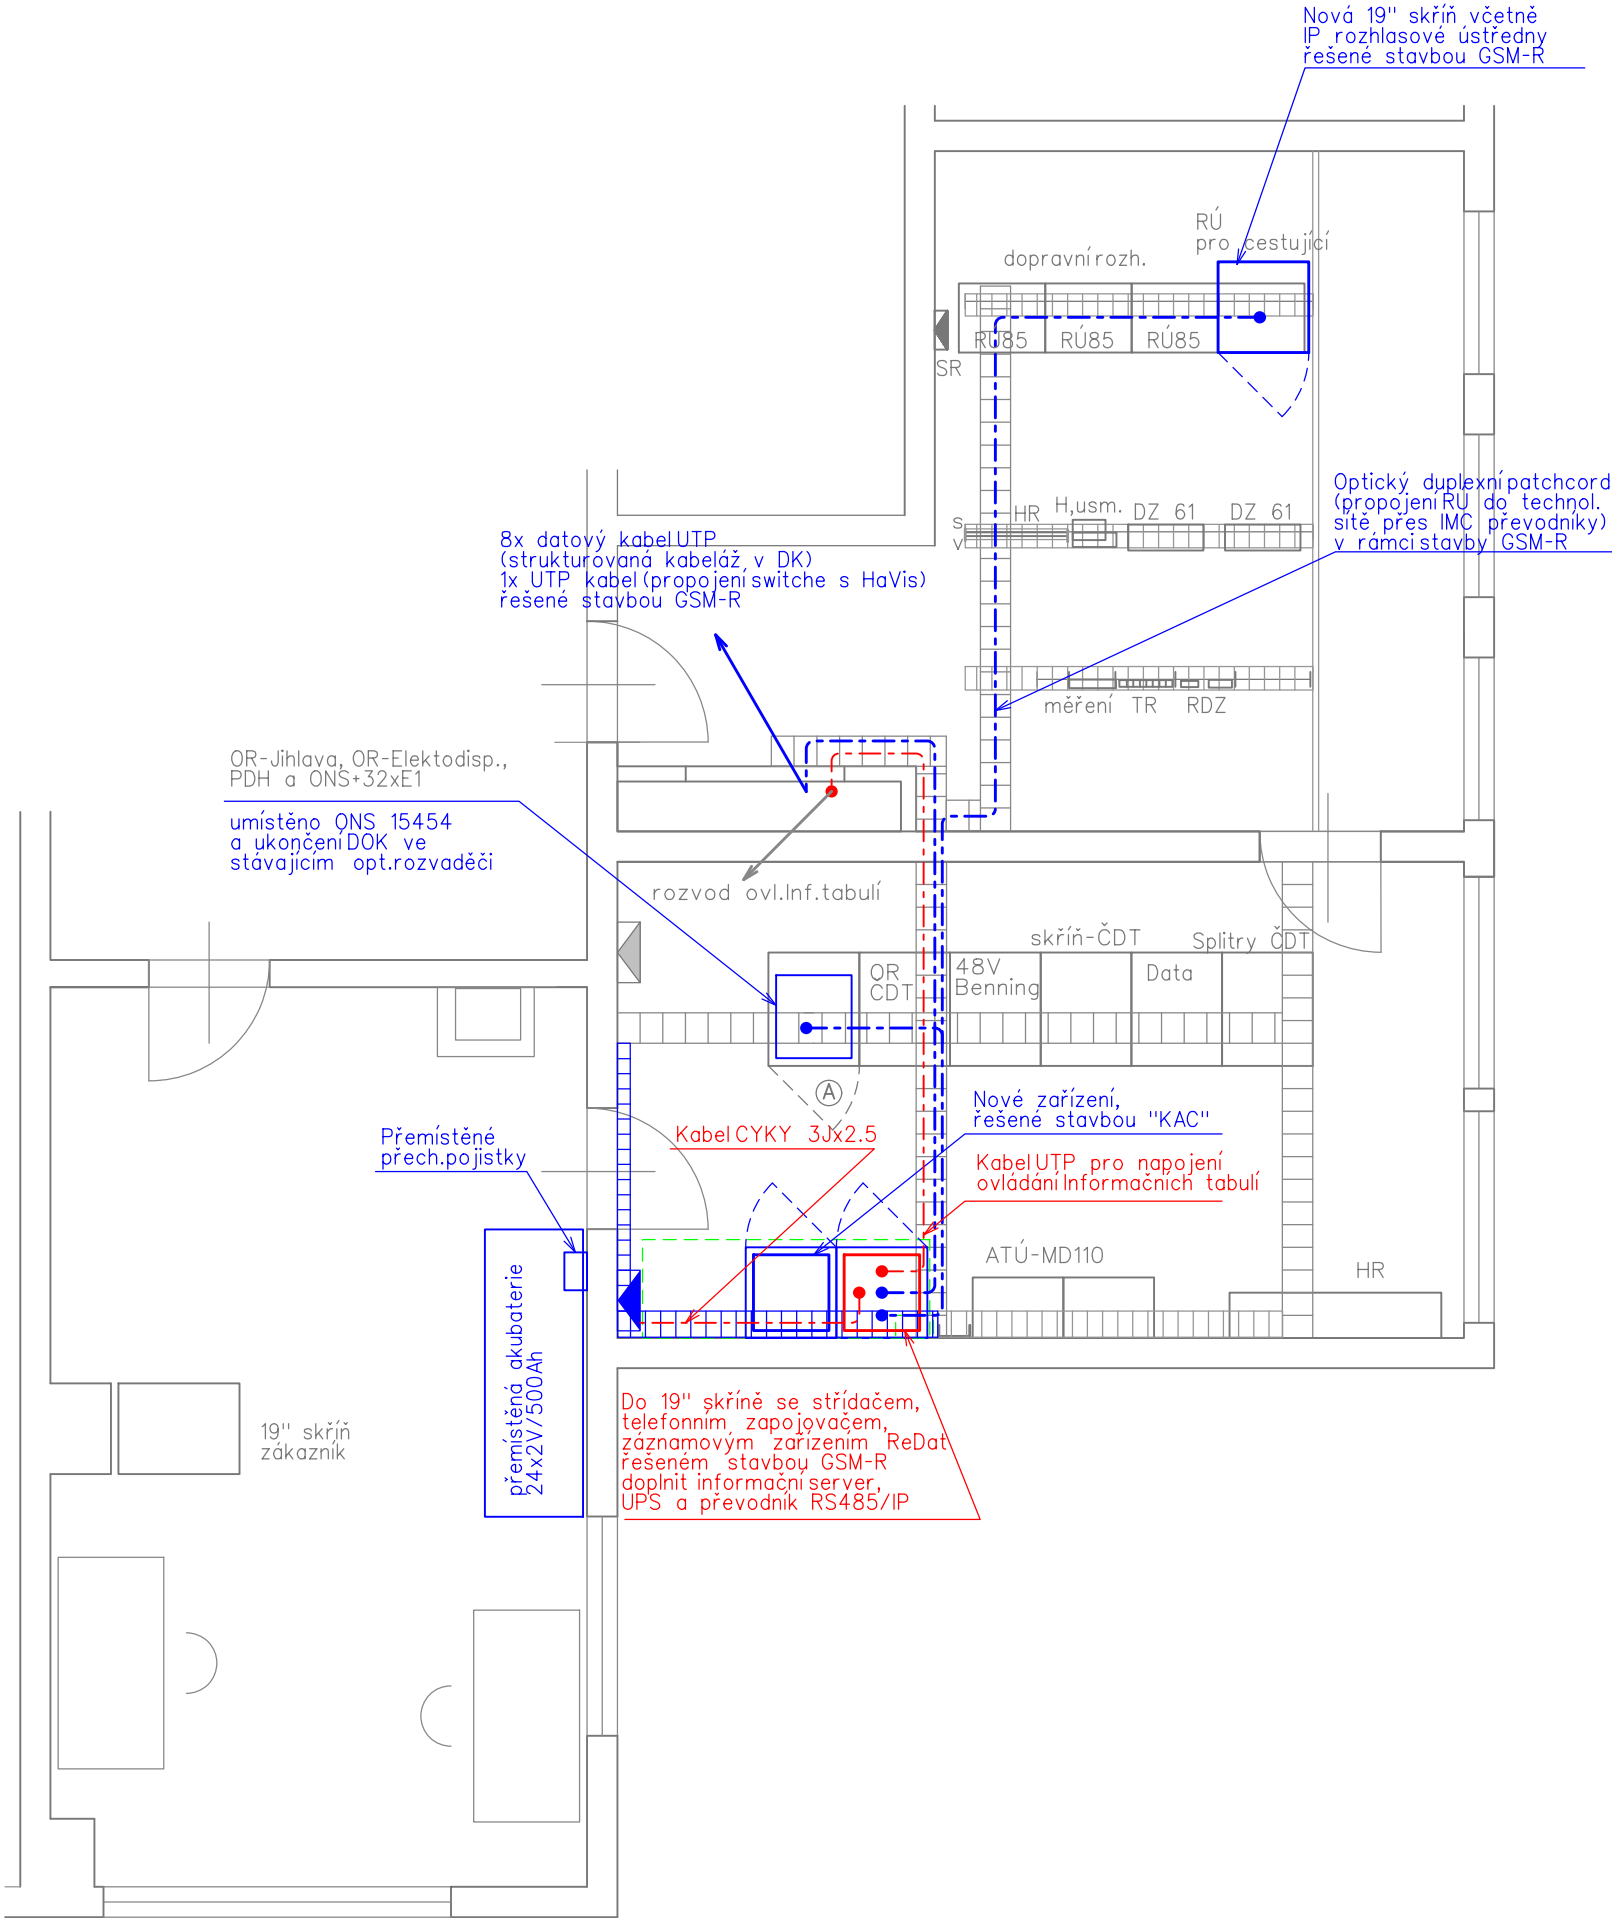 Nová 19" skříň včetně
IP rozhlasové ústředny
řešené stavbou GSM-R
RÚ
pro cestující
dopravní rozh.
RÚ85
RÚ85
RÚ85
SR
Optický duplexní patchcord
(propojení RÚ do technol.
sítě přes IMC převodníky)
v rámci stavby GSM-R
S
V
HR
H,usm.
DZ 61
DZ 61
8x datový kabel UTP
(strukturovaná kabeláž v DK)
1x UTP kabel (propojení switche s HaVis)
řešené stavbou GSM-R
měření
TR
RDZ
OR-Jihlava, OR-Elektodisp.,
PDH a ONS+32xE1
umístěno ONS 15454
a ukončení DOK ve
stávajícím opt.rozvaděči
rozvod ovl.Inf.tabulí
skříň-ČDT
Splitry ČDT
OR
CDT
48V
Benning
Data
A
Nové zařízení,
řešené stavbou "KAC"
Přemístěné
přech.pojistky
Kabel CYKY 3Jx2.5
Kabel UTP pro napojení
ovládání Informačních tabulí
ATÚ-MD110
HR
přemístěná akubaterie
24x2V/500Ah
Do 19" skříně se střídačem,
telefonním zapojovačem,
záznamovým zařízením ReDat
řešeném stavbou GSM-R
doplnit informační server,
UPS a převodník RS485/IP
19" skříň
zákazník